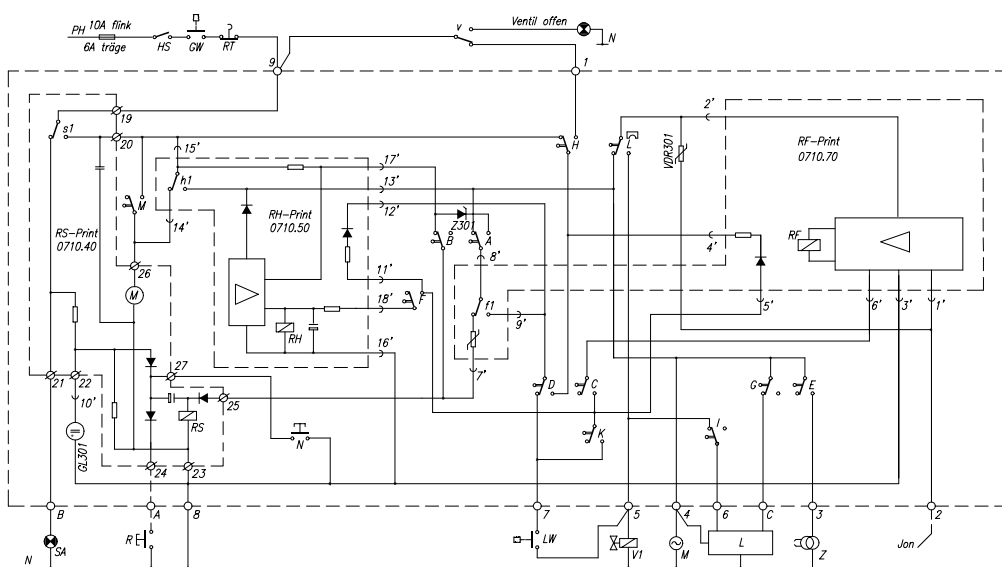 PH 10A flink
6A träge
HS
GW
RT
v
Ventil offen
N
9
1
19
20
s1
15'
17'
13'
12'
h1
M
14'
H
L
2'
VDR301
RF-Print
0710.70
RS-Print
0710.40
RH-Print
0710.50
Z301
B
A
8'
4'
RF
26
M
11'
18'
F
f1
9'
5'
6'
3'
1'
RH
16'
7'
21
22
27
25
10'
RS
D
C
G
E
K
I
GL301
N
24
23
B
A
8
7
5
4
6
C
3
2
N
SA
R
LW
V1
M
L
Z
Jon